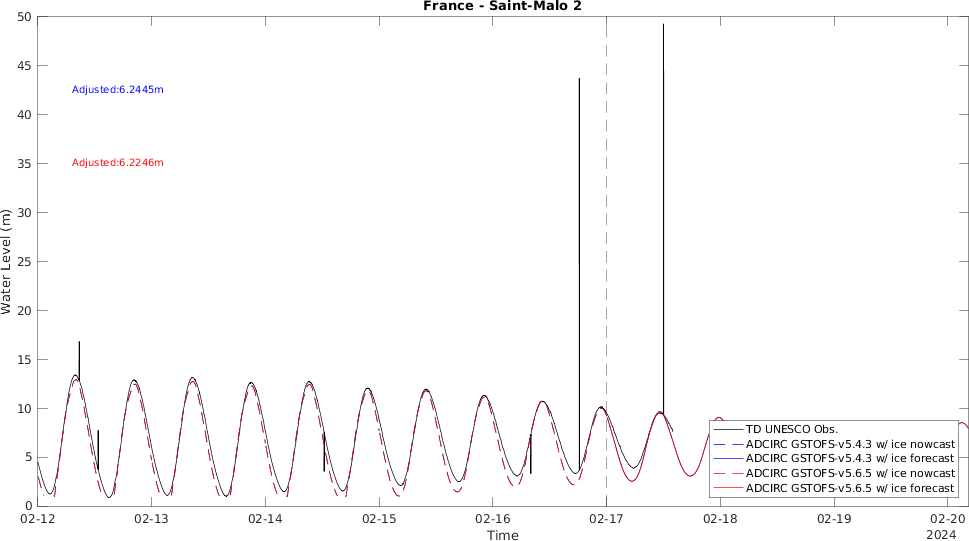 France - Saint-Malo 2
50
45
40
35
30
25
20
15
10
5
0
Water Level (m)
Adjusted:6.2445m
Adjusted:6.2246m
TD UNESCO Obs.
ADCIRC GSTOFS-v5.4.3 w/ ice nowcast
ADCIRC GSTOFS-v5.4.3 w/ ice forecast
ADCIRC GSTOFS-v5.6.5 w/ ice nowcast
ADCIRC GSTOFS-v5.6.5 w/ ice forecast
02-12 02-13 02-14 02-15 02-16 02-17 02-18 02-19 02-20
2024
Time